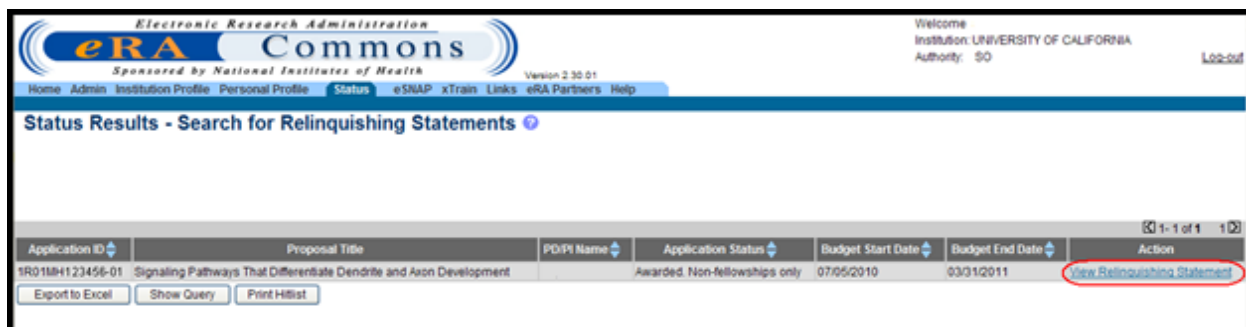 Electronic Research Administration
eRA Commons
Sponsored by National Institutes of Health
Version 2.30.01
Welcome
Institution: UNIVERSITY OF CALIFORNIA
Authority: SO
Log-out
Home Admin Institution Profile Personal Profile Status eSNAP xTrain Links eRA Partners Help
Status Results - Search for Relinquishing Statements ?
1- 1 of 1 1
Application ID Proposal Title PD/PI Name Application Status Budget Start Date Budget End Date Action
1R01MH123456-01 Signaling Pathways That Differentiate Dendrite and Axon Development Awarded. Non-fellowships only 07/05/2010 03/31/2011 View Relinquishing Statement
Export to Excel Show Query Print Hitlist